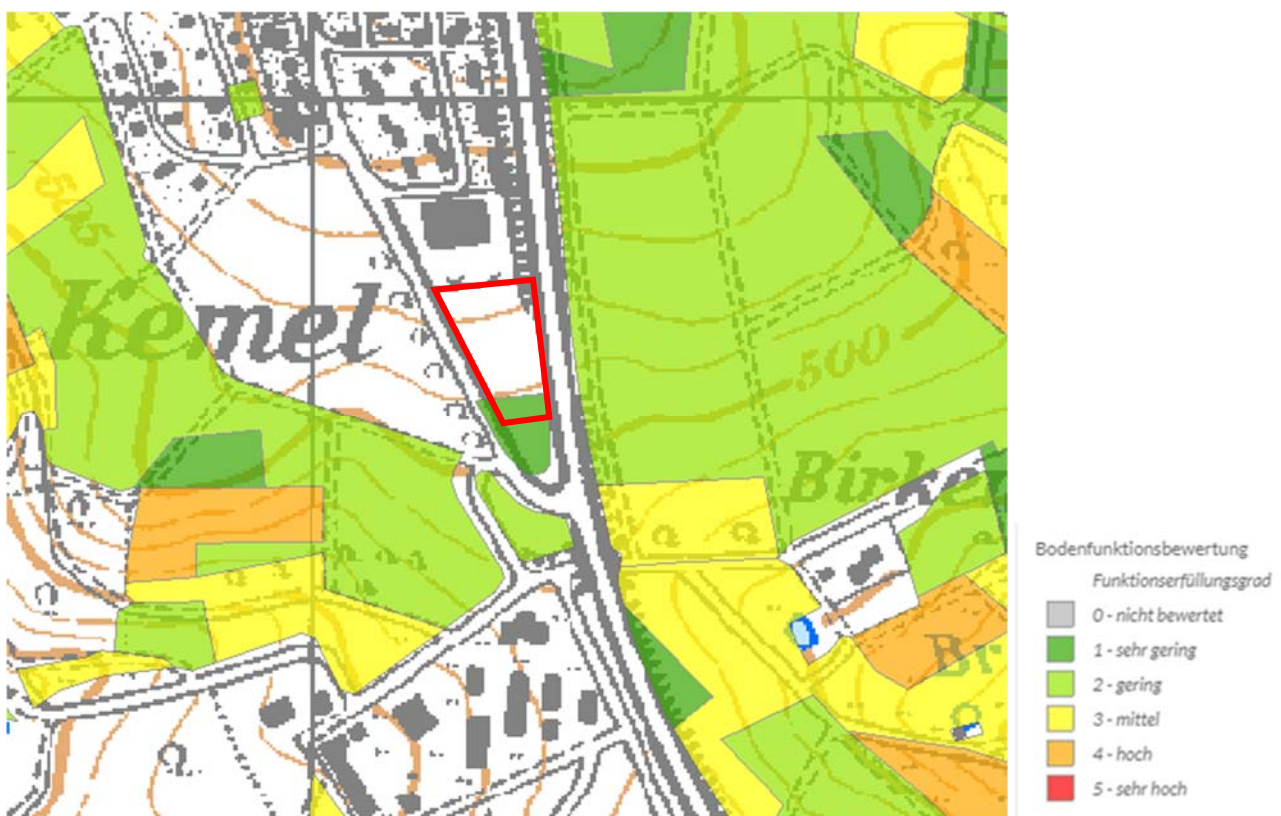 Kemel
500
Bodenfunktionsbewertung
Funktionserfüllungsgrad
0 - nicht bewertet
1 - sehr gering
2 - gering
3 - mittel
4 - hoch
5 - sehr hoch